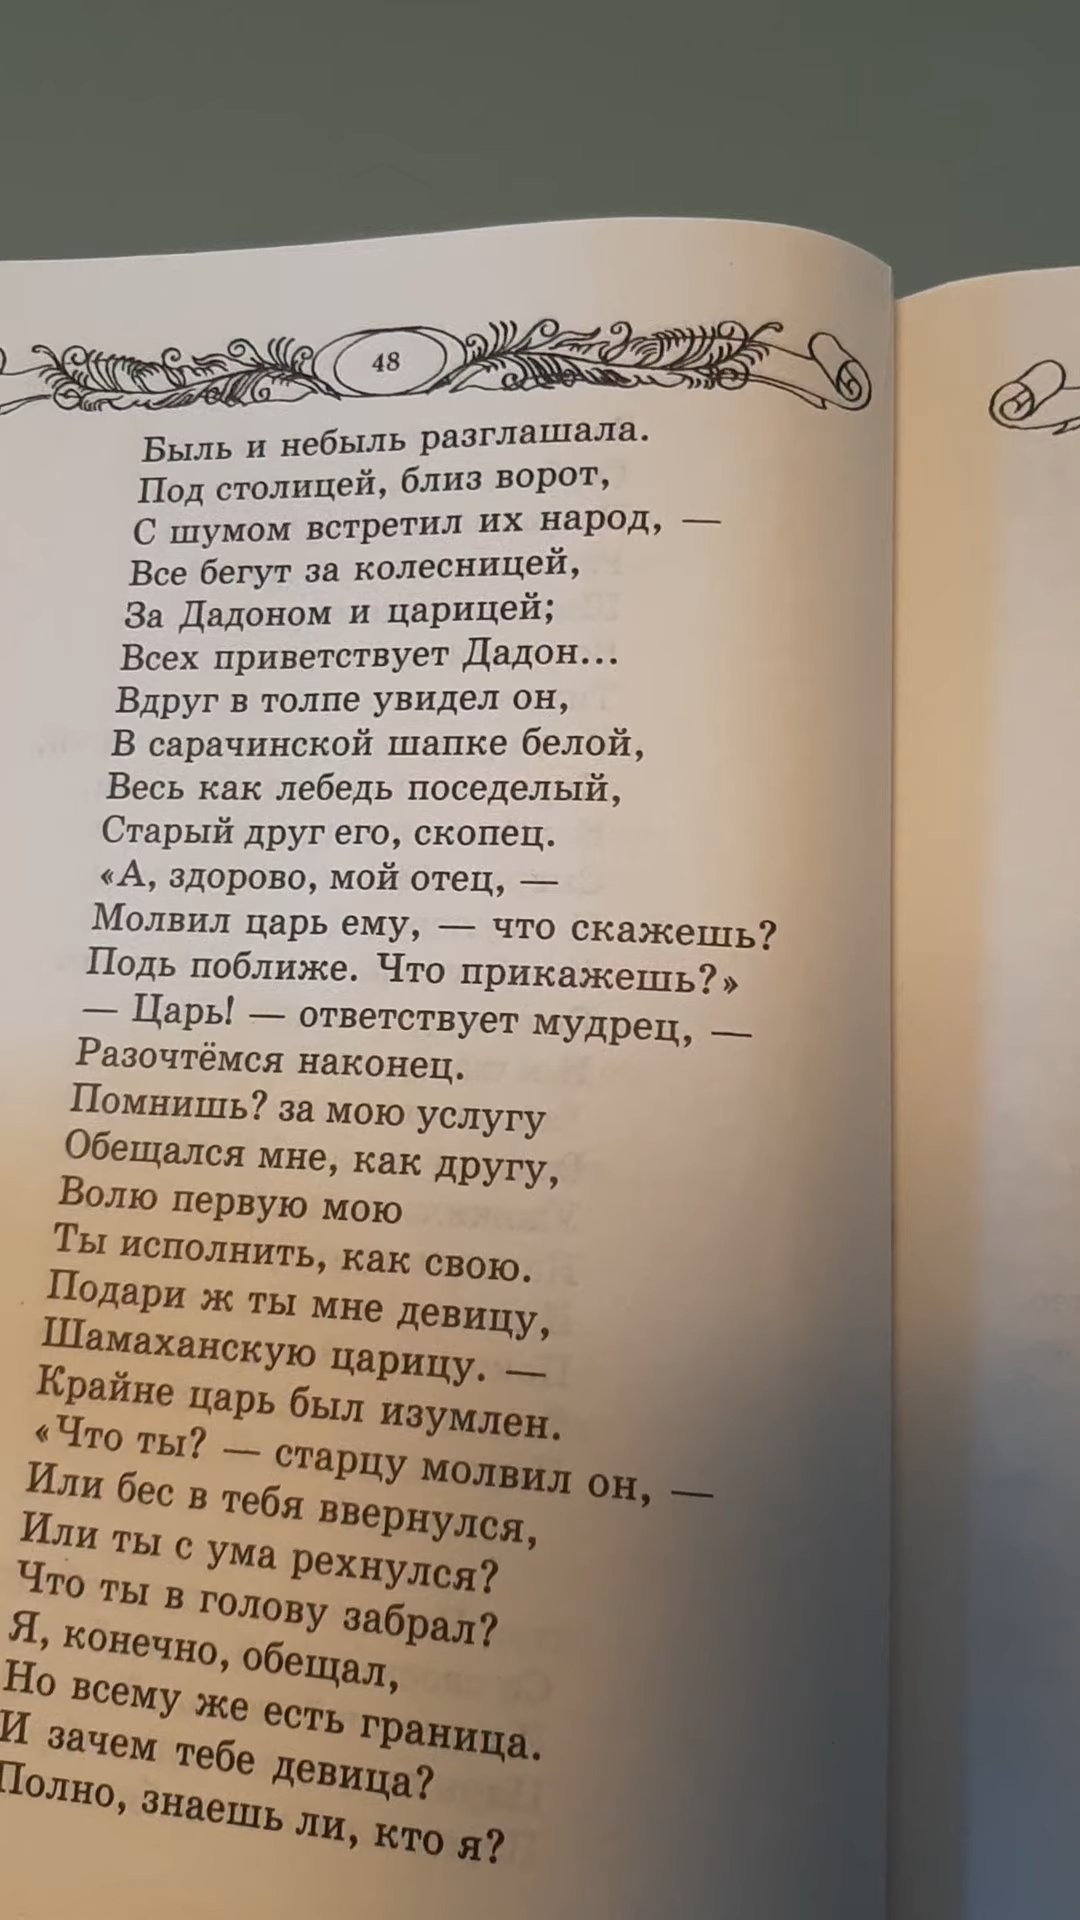 48
Быль и небыль разглашала.
Под столицей, близ ворот,
С шумом встретил их народ, —
Все бегут за колесницей,
За Дадоном и царицей;
Всех приветствует Дадон...
Вдруг в толпе увидел он,
В сарачинской шапке белой,
Весь как лебедь поседелый,
Старый друг его, скопец.
«А, здорово, мой отец, —
Молвил царь ему, — что скажешь?
Подь поближе. Что прикажешь?»
— Царь! — ответствует мудрец, —
Разочтёмся наконец.
Помнишь? за мою услугу
Обещался мне, как другу,
Волю первую мою
Ты исполнить, как свою.
Подари ж ты мне девицу,
Шамаханскую царицу. —
Крайне царь был изумлен.
«Что ты? — старцу молвил он, —
Или бес в тебя ввернулся,
Или ты с ума рехнулся?
Что ты в голову забрал?
Я, конечно, обещал,
Но всему же есть граница.
И зачем тебе девица?
Полно, знаешь ли, кто я?